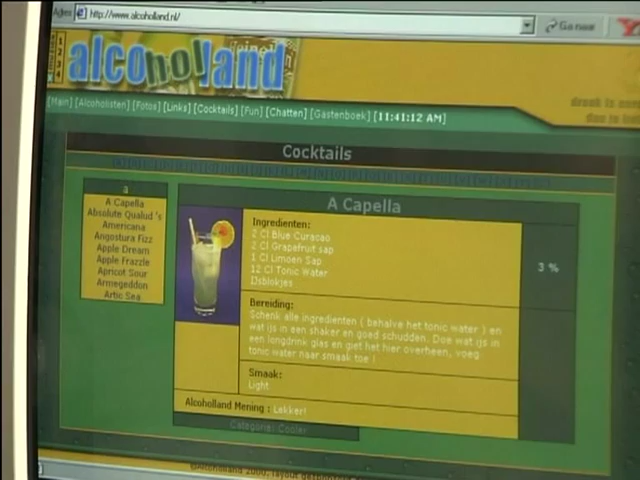 Adres http://www.alcoholland.nl/
Ga naar
alcohol land
[Main] [Alcoholisten] [Fotos] [Links] [Cocktails] [Fun] [Chatten] [Gastenboek] [11:41:12 AM]
Cocktails
a
A Capella
Absolute Qualud 's
Americana
Angostura Fizz
Apple Dream
Apple Frazzle
Apricot Sour
Armegeddon
Artic Sea
A Capella
Ingredienten:
2 Cl Blue Curacao
2 Cl Grapefruit sap
1 Cl Limoen Sap
12 Cl Tonic Water
IJsblokjes
3 %
Bereiding:
Schenk alle ingredienten ( behalve het tonic water ) en
wat ijs in een shaker en goed schudden. Doe wat ijs in
een longdrink glas en giet het hier overheen, voeg
tonic water naar smaak toe !
Smaak:
Light
Alcoholland Mening : Lekker!
Categorie: Cooler
©Alcoholland 2000, layout